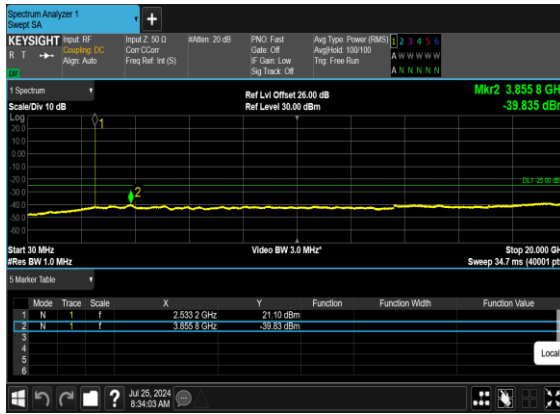 Spectrum Analyzer 1
Swept SA
+
KEYSIGHT Input: RF Input Z: 50 Ω #Atten: 20 dB PNO: Fast Avg Type: Power (RMS) 1 2 3 4 5 6
R T Coupling: DC Corr CCorr Gate: Off Avg|Hold: 100/100 A W W W W W
Align: Auto Freq Ref: Int (S) IF Gain: Low Trig: Free Run
Sig Track: Off A N N N N N
1 Spectrum Ref Lvl Offset 26.00 dB Mkr2 3.855 8 GH
Scale/Div 10 dB Ref Level 30.00 dBm -39.835 dBr
Log
20.0 1
10.0
0.00
-10.0
-20.0 DL1 -25.00 dB
-30.0 2
-40.0
-50.0
-60.0
Start 30 MHz Video BW 3.0 MHz* Stop 20.000 GH
#Res BW 1.0 MHz Sweep 34.7 ms (40001 pts
5 Marker Table
Mode Trace Scale X Y Function Function Width Function Value
1 N 1 f 2.533 2 GHz 21.10 dBm
2 N 1 f 3.855 8 GHz -39.83 dBm
3
4
5
6
Local
? Jul 25, 2024
8:34:03 AM